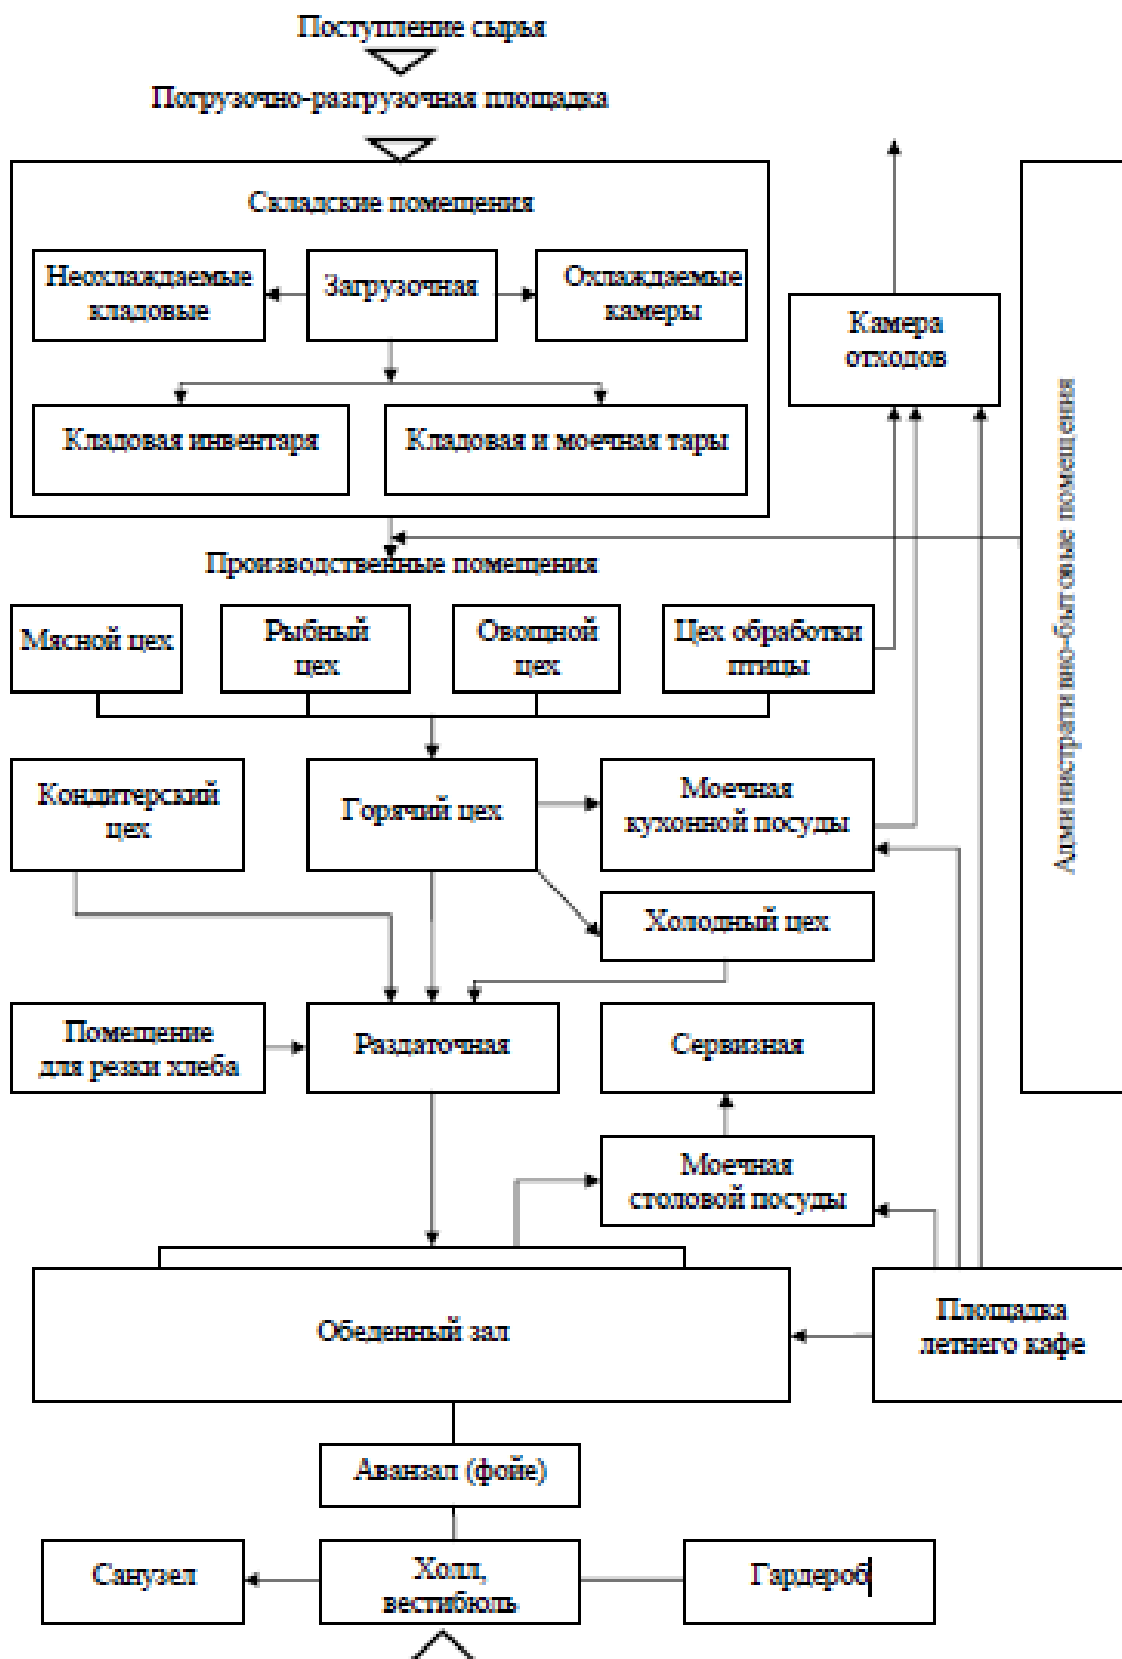 Поступление сырья
Погрузочно-разгрузочная площадка
Складские помещения
Неохлаждаемые
кладовые
Загрузочная
Охлаждаемые
камеры
Камера
отходов
Кладовая инвентаря
Кладовая и моечная тары
Административно-бытовые помещения
Производственные помещения
Мясной цех
Рыбный
цех
Овощной
цех
Цех обработки
птицы
Кондитерский
цех
Горячий цех
Моечная
кухонной посуды
Холодный цех
Помещение
для резки хлеба
Раздаточная
Сервизная
Моечная
столовой посуды
Обеденный зал
Площадка
летнего кафе
Аванзал (фойе)
Санузел
Холл,
вестибюль
Гардероб